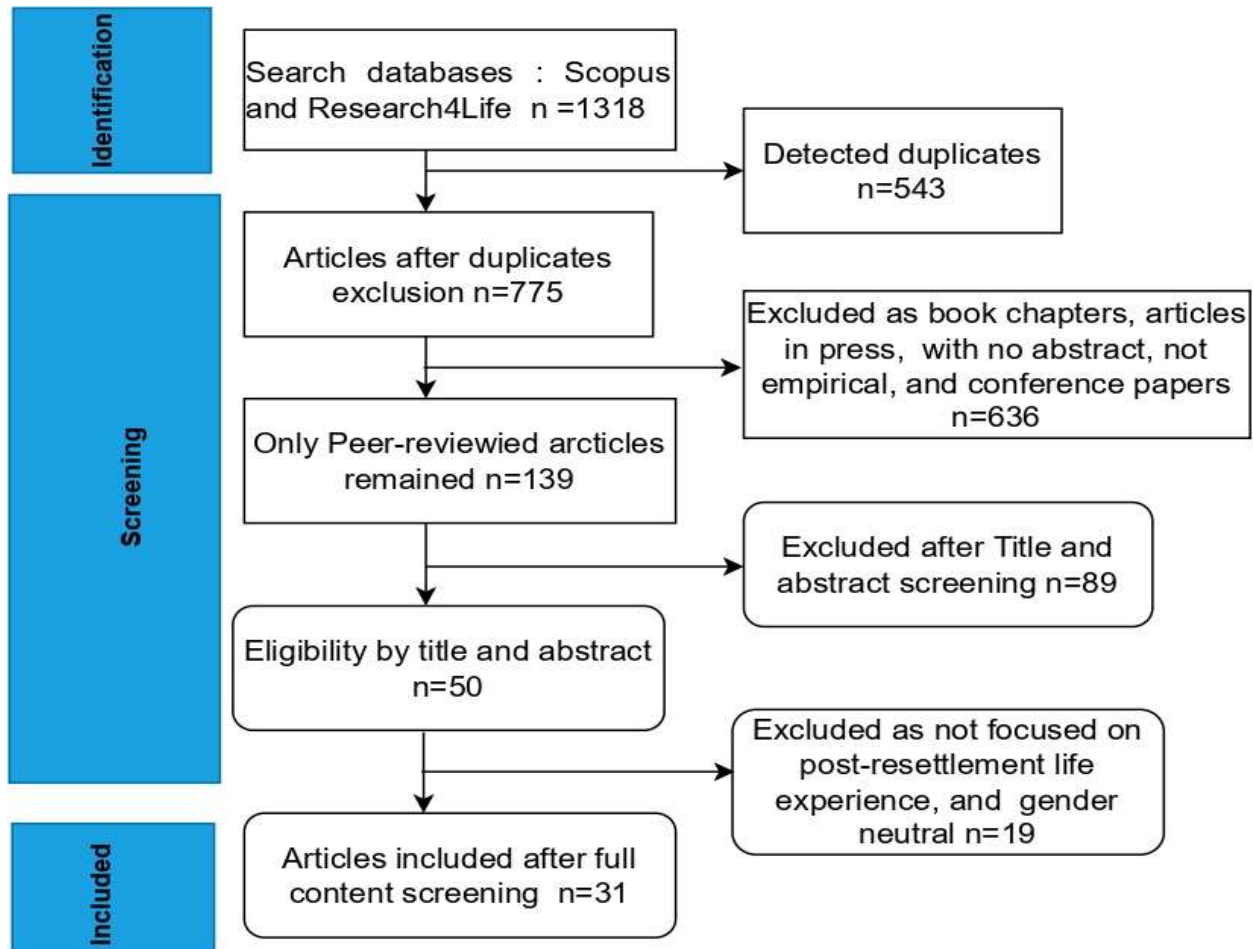 Identification
Search databases : Scopus
and Research4Life n =1318
Detected duplicates
n=543
Screening
Articles after duplicates
exclusion n=775
Excluded as book chapters, articles
in press, with no abstract, not
empirical, and conference papers
n=636
Only Peer-reviewied arcticles
remained n=139
Excluded after Title and
abstract screening n=89
Eligibility by title and abstract
n=50
Excluded as not focused on
post-resettlement life
experience, and gender
neutral n=19
Included
Articles included after full
content screening n=31